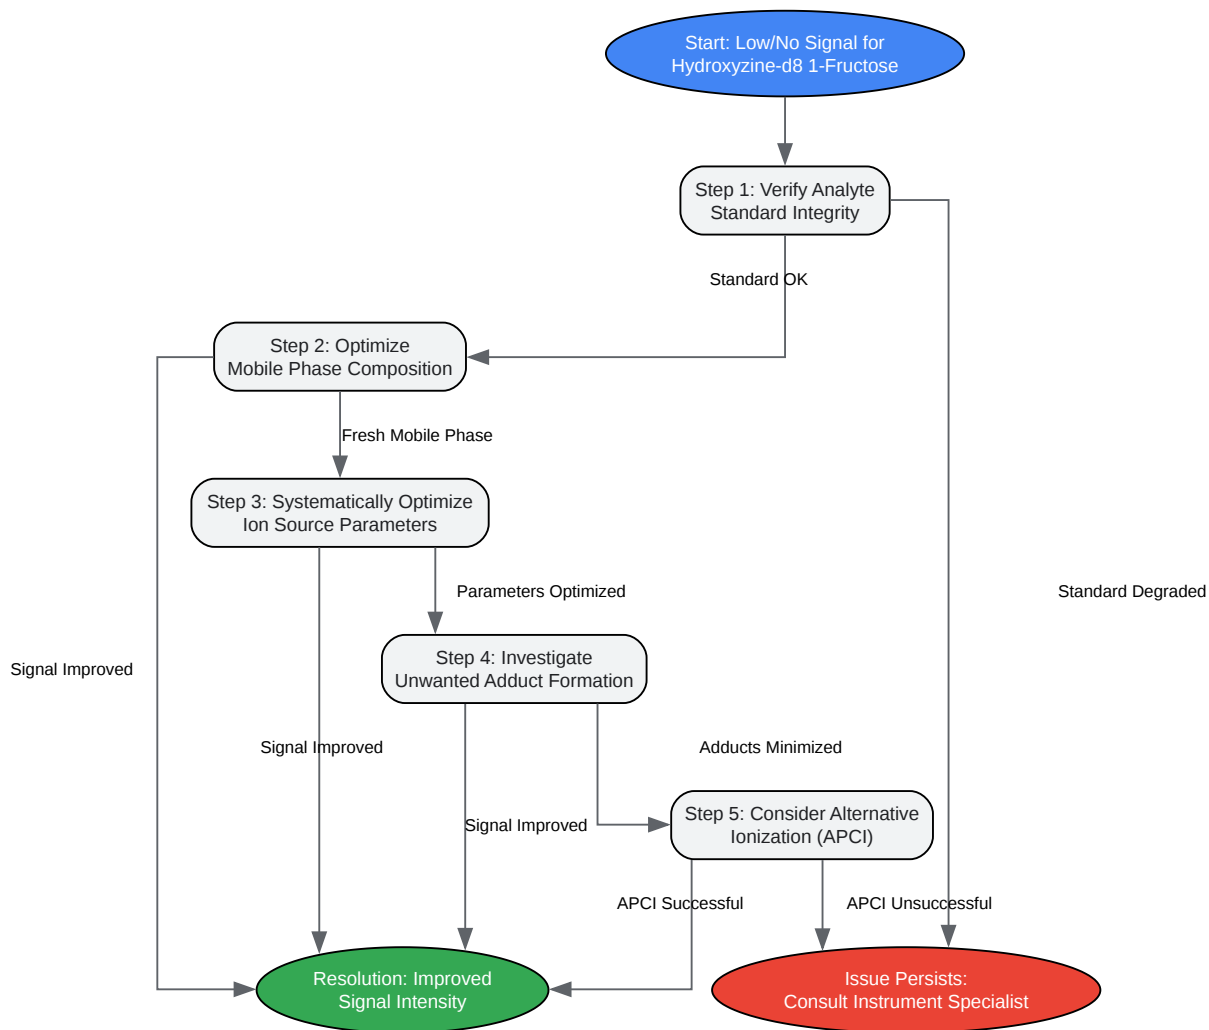 Start: Low/No Signal for
Hydroxyzine-d8 1-Fructose
Step 1: Verify Analyte
Standard Integrity
Standard OK
Step 2: Optimize
Mobile Phase Composition
Fresh Mobile Phase
Step 3: Systematically Optimize
Ion Source Parameters
Parameters Optimized
Standard Degraded
Step 4: Investigate
Unwanted Adduct Formation
Signal Improved
Signal Improved
Adducts Minimized
Step 5: Consider Alternative
Ionization (APCI)
Signal Improved
APCI Successful
APCI Unsuccessful
Resolution: Improved
Signal Intensity
Issue Persists:
Consult Instrument Specialist